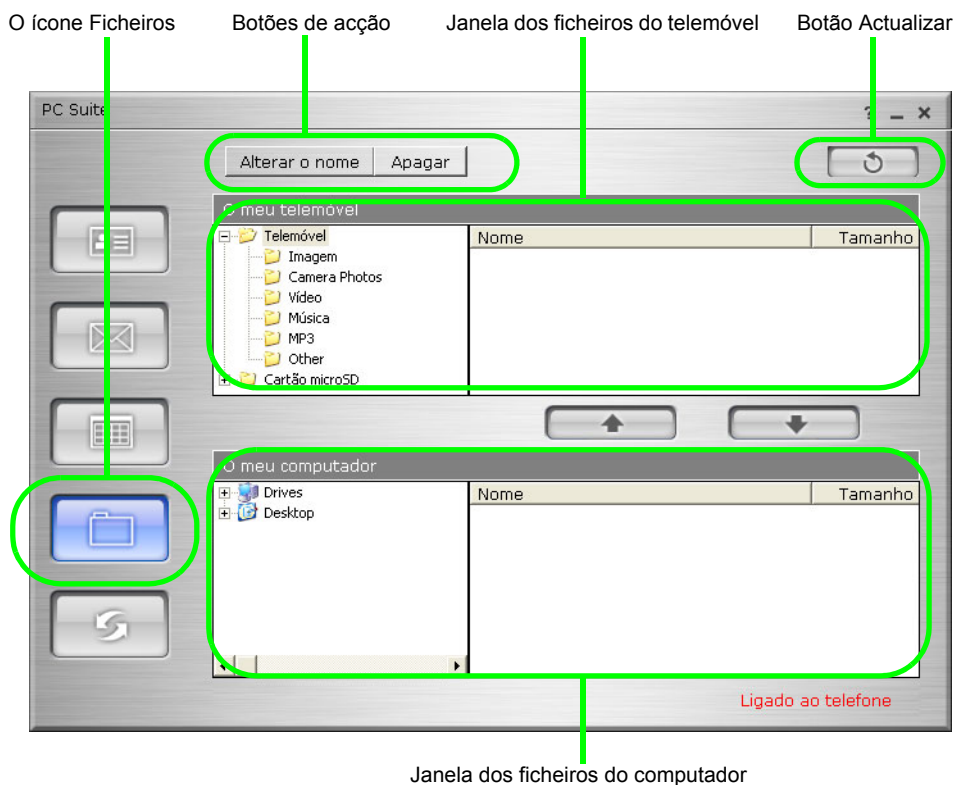 O ícone Ficheiros
Botões de acção
Janela dos ficheiros do telemóvel
Botão Actualizar
PC Suite
Alterar o nome
Apagar
O meu telemóvel
Telemóvel
Imagem
Camera Photos
Vídeo
Música
MP3
Other
Cartão microSD
Nome
Tamanho
O meu computador
Drives
Desktop
Nome
Tamanho
Ligado ao telefone
Janela dos ficheiros do computador